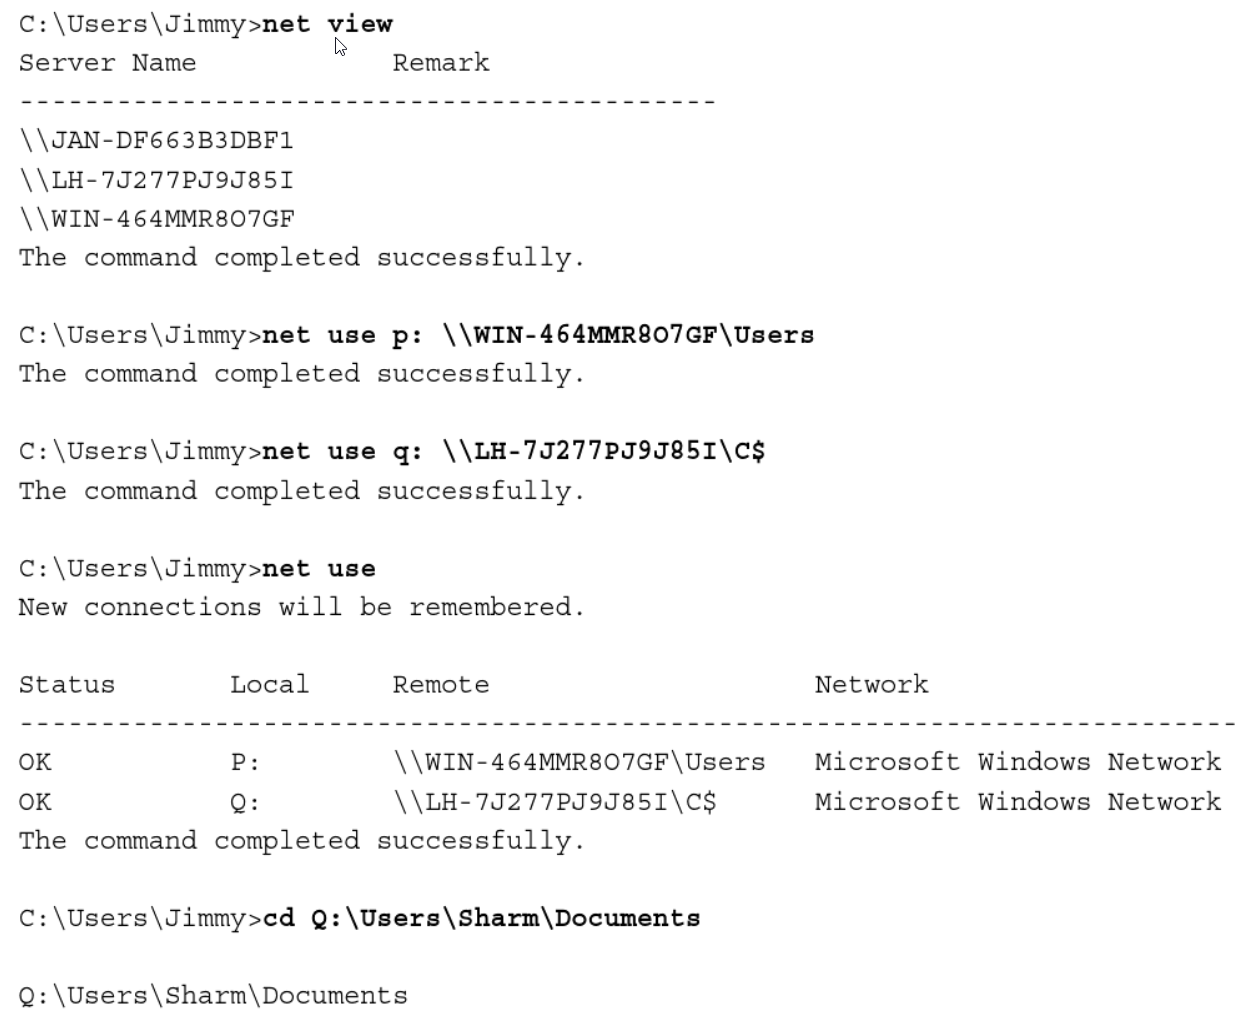 C:\Users\Jimmy>net view
Server Name            Remark
-------------------------------------------
\\JAN-DF663B3DBF1
\\LH-7J277PJ9J85I
\\WIN-464MMR8O7GF
The command completed successfully.
C:\Users\Jimmy>net use p: \\WIN-464MMR8O7GF\Users
The command completed successfully.
C:\Users\Jimmy>net use q: \\LH-7J277PJ9J85I\C$
The command completed successfully.
C:\Users\Jimmy>net use
New connections will be remembered.
Status       Local     Remote                    Network
---------------------------------------------------------------------------
OK           P:        \\WIN-464MMR8O7GF\Users   Microsoft Windows Network
OK           Q:        \\LH-7J277PJ9J85I\C$      Microsoft Windows Network
The command completed successfully.
C:\Users\Jimmy>cd Q:\Users\Sharm\Documents
Q:\Users\Sharm\Documents